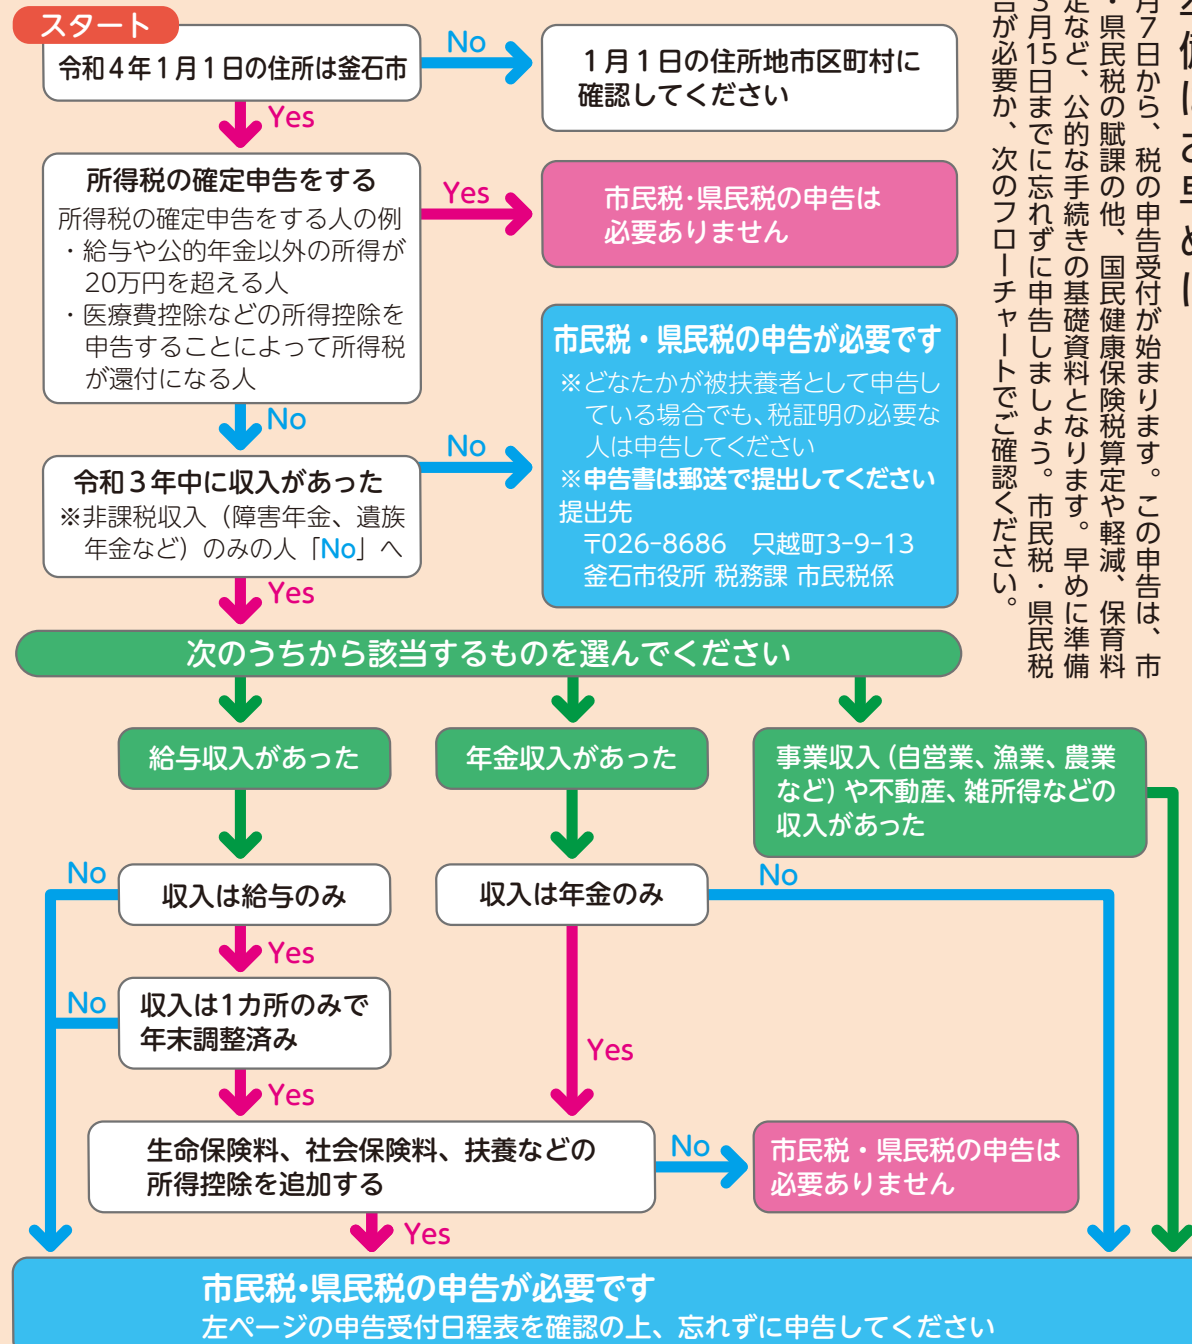 月７日から、税の申告受付が始まります。この申告は、市
・県民税の賦課の他、国民健康保険税算定や軽減、保育料
定など、公的な手続きの基礎資料となります。早めに準備
３月15日までに忘れずに申告しましょう。市民税・県民税
告が必要か、次のフローチャートでご確認ください。
スタート
令和４年１月１日の住所は釜石市
No
１月１日の住所地市区町村に
確認してください
Yes
所得税の確定申告をする
所得税の確定申告をする人の例
・給与や公的年金以外の所得が
20万円を超える人
・医療費控除などの所得控除を
申告することによって所得税
が還付になる人
Yes
市民税・県民税の申告は
必要ありません
No
令和３年中に収入があった
※非課税収入（障害年金、遺族
年金など）のみの人「No」へ
No
市民税・県民税の申告が必要です
※どなたかが被扶養者として申告し
ている場合でも、税証明の必要な
人は申告してください
※申告書は郵送で提出してください
提出先
〒026-8686　只越町3-9-13
釜石市役所 税務課 市民税係
Yes
次のうちから該当するものを選んでください
給与収入があった
年金収入があった
事業収入（自営業、漁業、農業
など）や不動産、雑所得などの
収入があった
No
収入は給与のみ
収入は年金のみ
No
Yes
No
収入は1カ所のみで
年末調整済み
Yes
Yes
生命保険料、社会保険料、扶養などの
所得控除を追加する
No
市民税・県民税の申告は
必要ありません
Yes
市民税・県民税の申告が必要です
左ページの申告受付日程表を確認の上、忘れずに申告してください